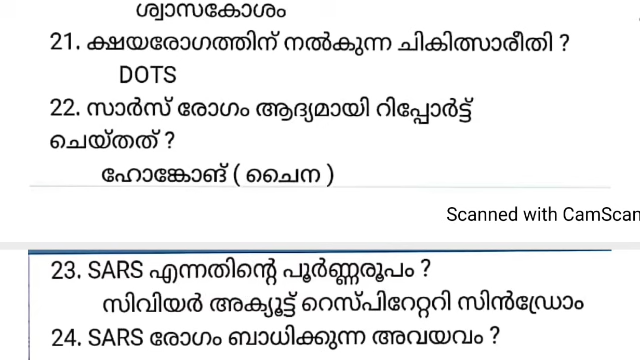 ശ്വാസകോശം
21. ക്ഷയരോഗത്തിന് നൽകുന്ന ചികിത്സാരീതി ?
DOTS
22. സാർസ് രോഗം ആദ്യമായി റിപ്പോർട്ട്
ചെയ്തത് ?
ഹോങ്കോങ് ( ചൈന )
Scanned with CamScan
23. SARS എന്നതിന്റെ പൂർണ്ണരൂപം ?
സിവിയർ അക്യൂട്ട് റെസ്പിറേറ്ററി സിൻഡ്രോം
24. SARS രോഗം ബാധിക്കുന്ന അവയവം ?